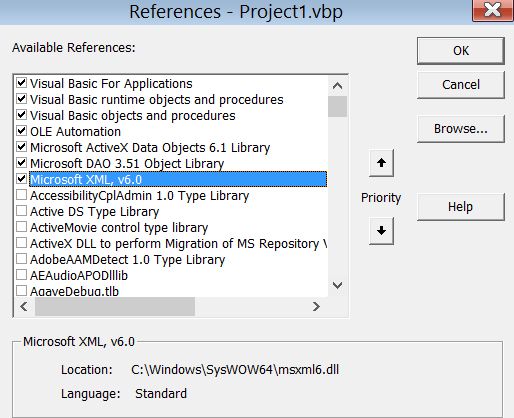 References - Project1.vbp
Available References:
Visual Basic For Applications
Visual Basic runtime objects and procedures
Visual Basic objects and procedures
OLE Automation
Microsoft ActiveX Data Objects 6.1 Library
Microsoft DAO 3.51 Object Library
Microsoft XML, v6.0
AccessibilityCplAdmin 1.0 Type Library
Active DS Type Library
ActiveMovie control type library
ActiveX DLL to perform Migration of MS Repository V
AdobeAAMDetect 1.0 Type Library
AEAudioAPODlllib
AgaveDebug.tlb
OK
Cancel
Browse...
Priority
Help
Microsoft XML, v6.0
Location: C:\Windows\SysWOW64\msxml6.dll
Language: Standard